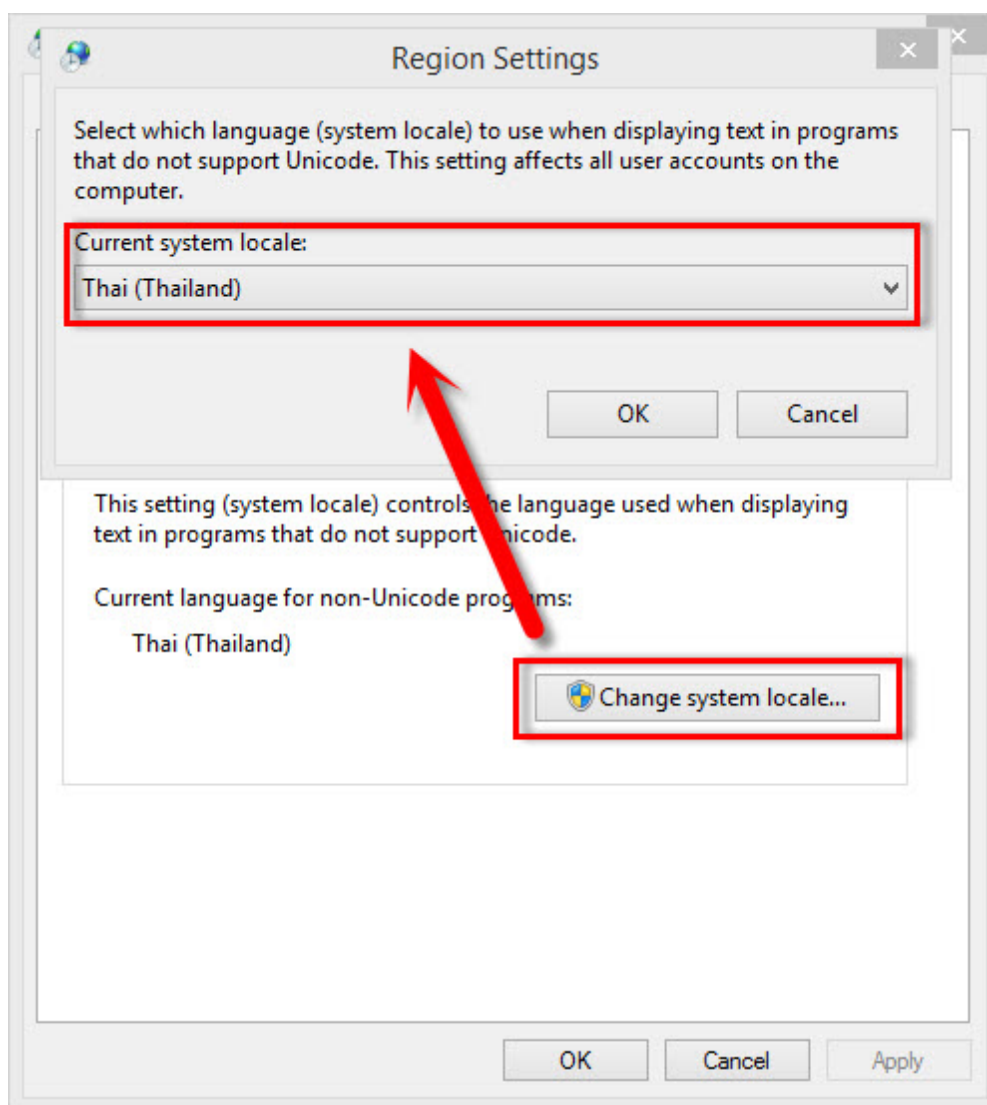 Region Settings
Select which language (system locale) to use when displaying text in programs
that do not support Unicode. This setting affects all user accounts on the
computer.
Current system locale:
Thai (Thailand)
OK Cancel
This setting (system locale) controls the language used when displaying
text in programs that do not support Unicode.
Current language for non-Unicode programs:
Thai (Thailand)
Change system locale...
OK Cancel Apply